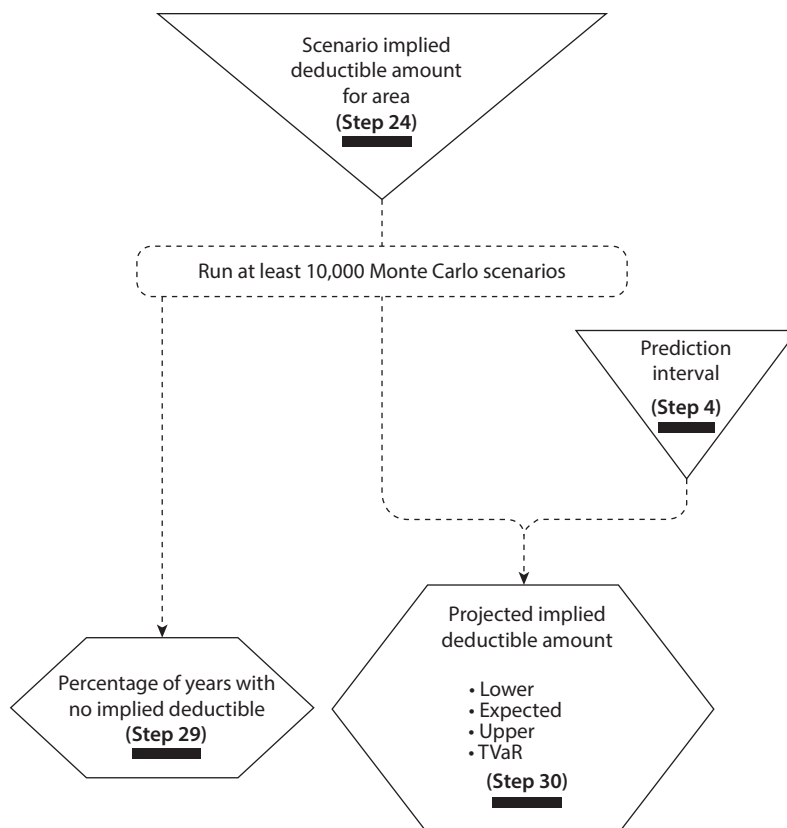 Scenario implied
deductible amount
for area
(Step 24)
Run at least 10,000 Monte Carlo scenarios
Prediction
interval
(Step 4)
Percentage of years with
no implied deductible
(Step 29)
Projected implied
deductible amount
• Lower
• Expected
• Upper
• TVaR
(Step 30)